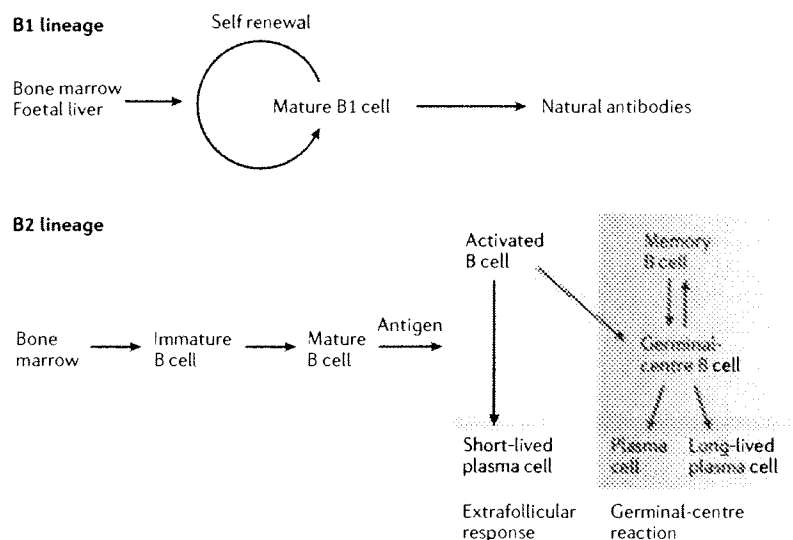 B1 lineage
Self renewal
Bone marrow
Foetal liver
Mature B1 cell
Natural antibodies
B2 lineage
Activated
B cell
Memory
B cell
Bone
marrow
Immature
B cell
Mature
B cell
Antigen
Germinal-
centre B cell
Short-lived
plasma cell
Plasma
cell
Long-lived
plasma cell
Extrafollicular
response
Germinal-centre
reaction